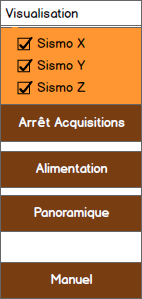 Visualisation
Sismo X
Sismo Y
Sismo Z
Arrêt Acquisitions
Alimentation
Panoramique
Manuel